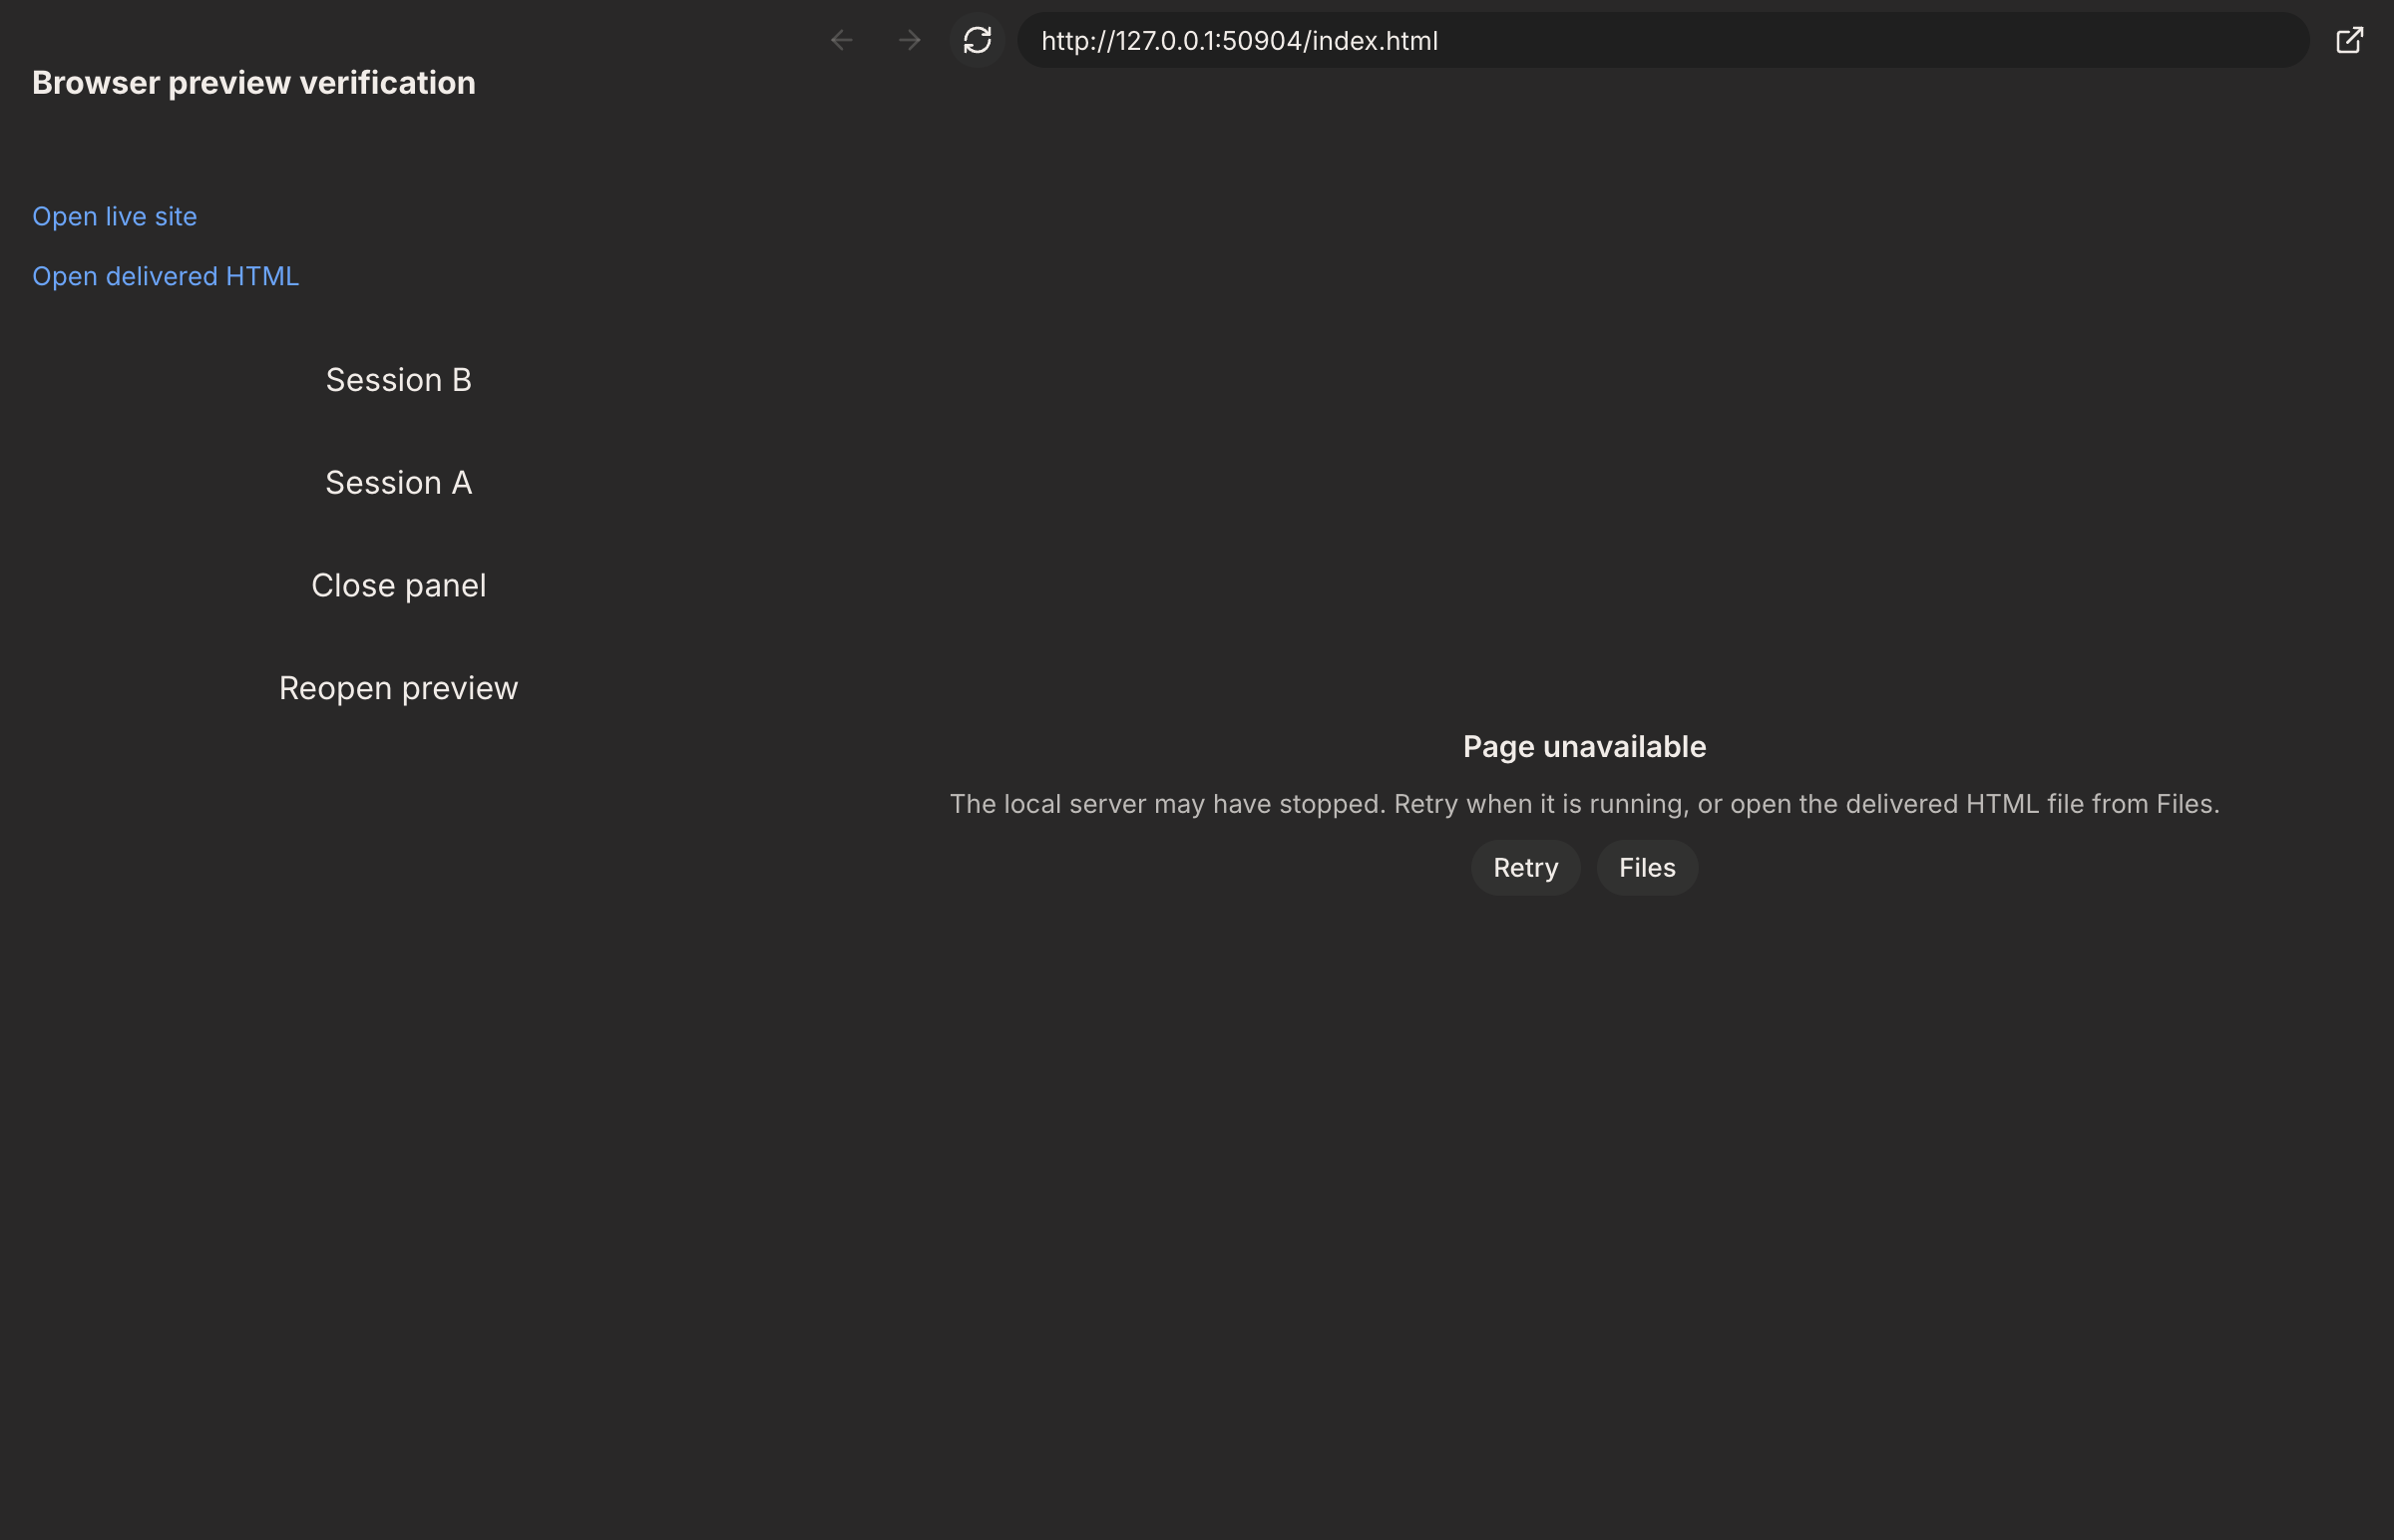 http://127.0.0.1:50904/index.html
Browser preview verification
Open live site
Open delivered HTML
Session B
Session A
Close panel
Reopen preview
Page unavailable
The local server may have stopped. Retry when it is running, or open the delivered HTML file from Files.
Retry Files